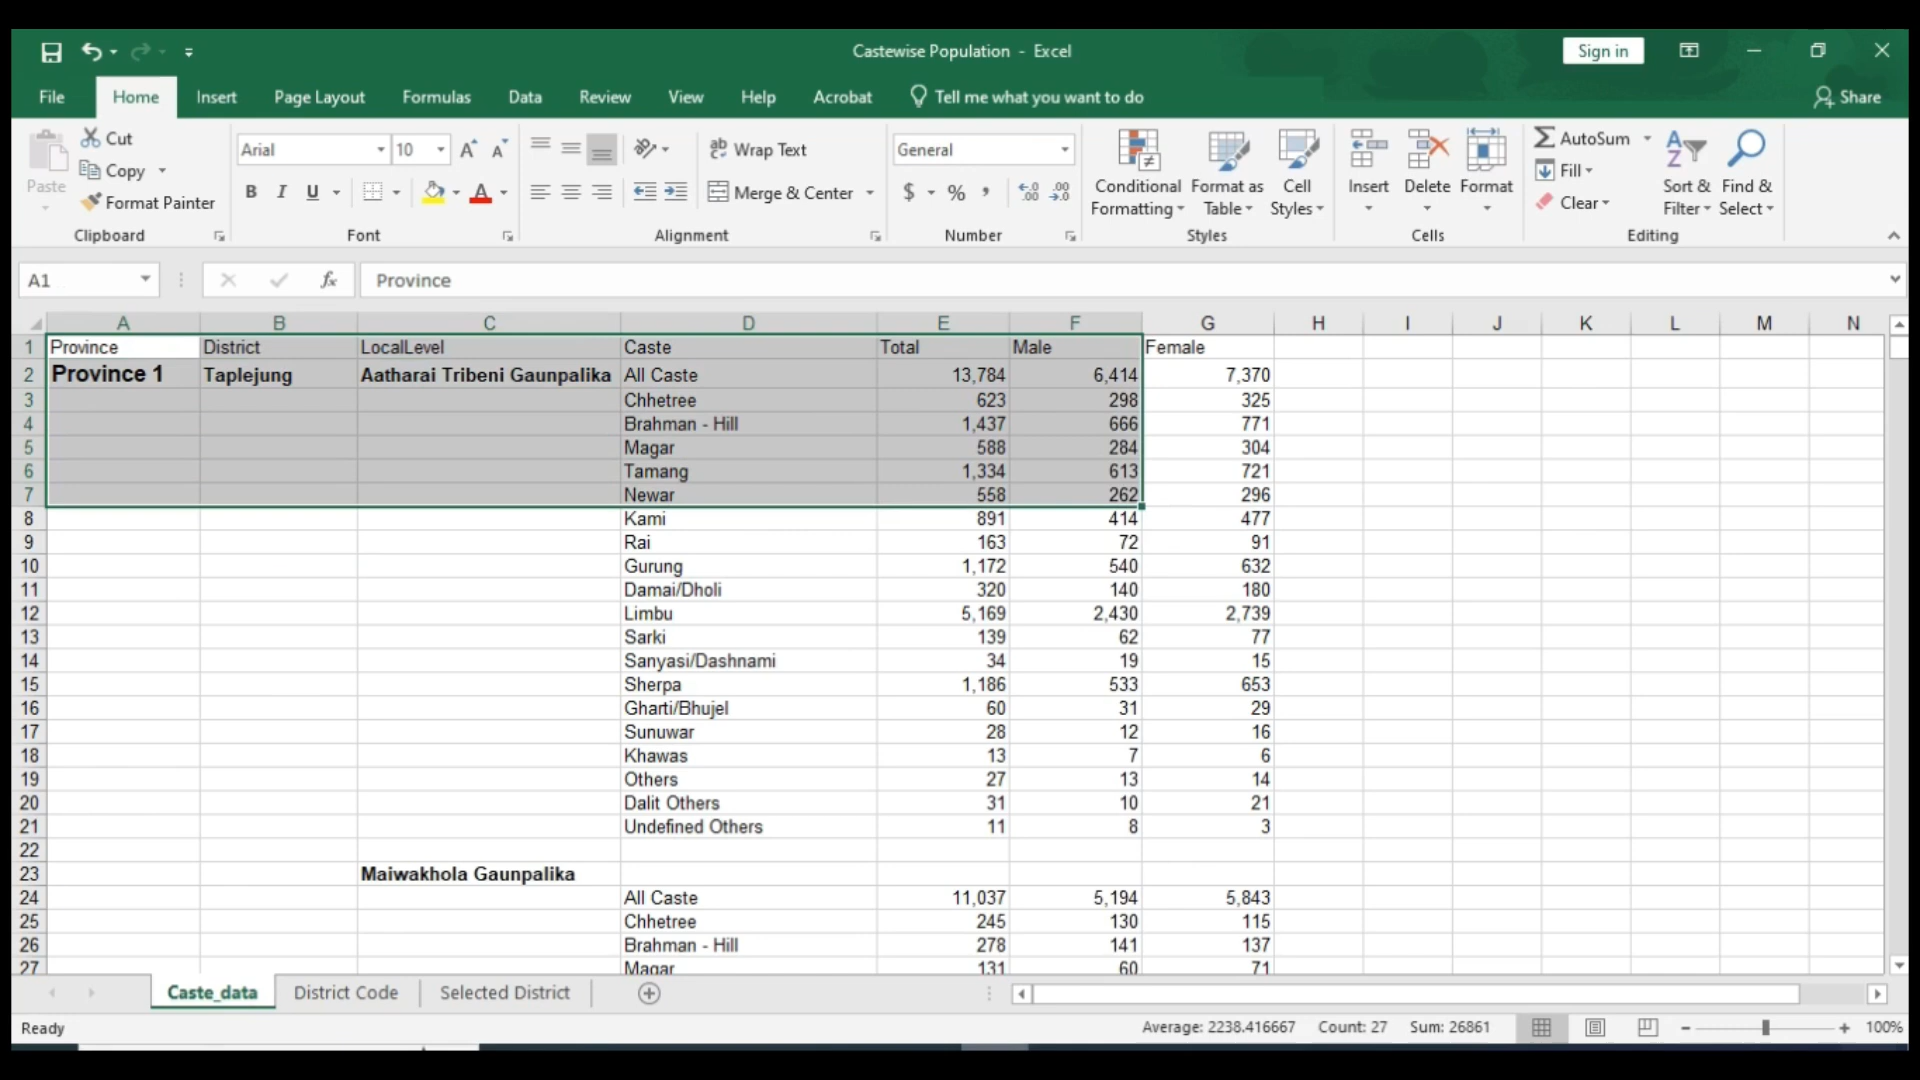 Castewise Population - Excel
Sign in
File Home Insert Page Layout Formulas Data Review View Help Acrobat Tell me what you want to do Share
Cut
Copy
Format Painter
Paste
Clipboard
Arial 10 A A
B I U A
Font
ab Wrap Text
Merge & Center
Alignment
General
$ % , .0 .00 .00 .0
Number
Conditional Formatting
Format as Table
Cell Styles
Styles
Insert Delete Format
Cells
AutoSum
Fill
Clear
Sort & Filter
Find & Select
Editing
A1 fx Province
A B C D E F G H I J K L M N
1 Province District LocalLevel Caste Total Male Female
2 Province 1 Taplejung Aatharai Tribeni Gaunpalika All Caste 13,784 6,414 7,370
3 Chhetree 623 298 325
4 Brahman - Hill 1,437 666 771
5 Magar 588 284 304
6 Tamang 1,334 613 721
7 Newar 558 262 296
8 Kami 891 414 477
9 Rai 163 72 91
10 Gurung 1,172 540 632
11 Damai/Dholi 320 140 180
12 Limbu 5,169 2,430 2,739
13 Sarki 139 62 77
14 Sanyasi/Dashnami 34 19 15
15 Sherpa 1,186 533 653
16 Gharti/Bhujel 60 31 29
17 Sunuwar 28 12 16
18 Khawas 13 7 6
19 Others 27 13 14
20 Dalit Others 31 10 21
21 Undefined Others 11 8 3
22
23 Maiwakhola Gaunpalika
24 All Caste 11,037 5,194 5,843
25 Chhetree 245 130 115
26 Brahman - Hill 278 141 137
27 Magar 131 60 71
Caste_data District Code Selected District
Ready Average: 2238.416667 Count: 27 Sum: 26861 100%